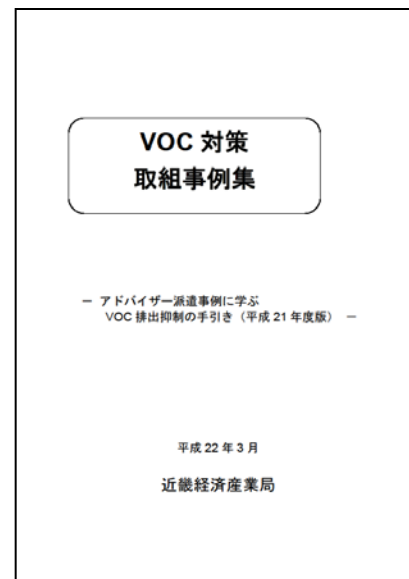 VOC 対策
取組事例集
－ アドバイザー派遣事例に学ぶ
VOC 排出抑制の手引き（平成 21 年度版） －
平成 22 年 3 月
近畿経済産業局